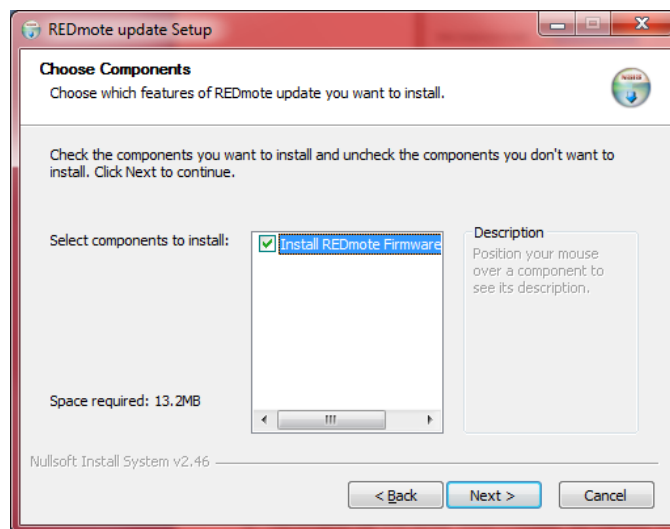 REDmote update Setup
Choose Components
Choose which features of REDmote update you want to install.
Check the components you want to install and uncheck the components you don't want to
install. Click Next to continue.
Select components to install:
Install REDmote Firmware
Description
Position your mouse
over a component to
see its description.
Space required: 13.2MB
Nullsoft Install System v2.46
< Back
Next >
Cancel